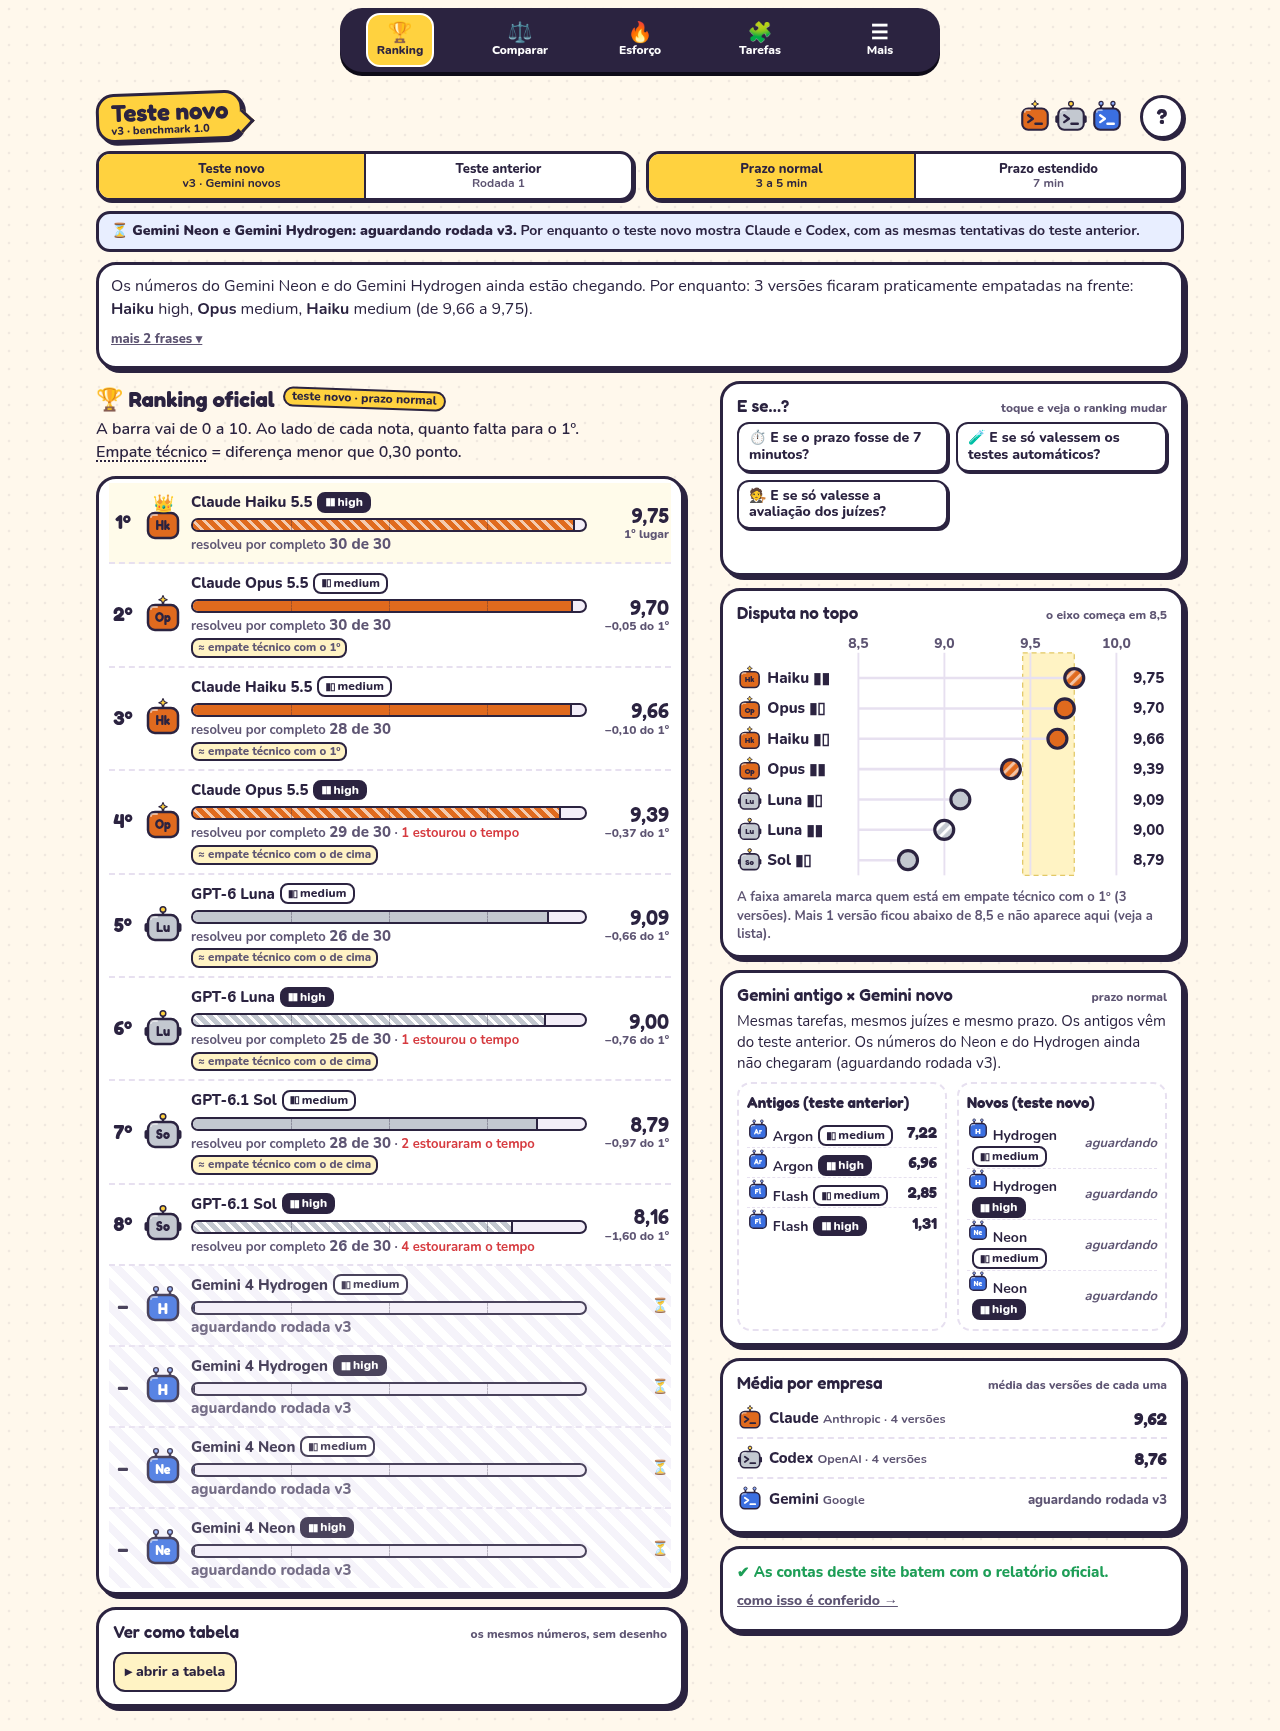 Ranking
Comparar
Esforço
Tarefas
Mais
Teste novo
v3 · benchmark 1.0
?
Teste novo
v3 · Gemini novos
Teste anterior
Rodada 1
Prazo normal
3 a 5 min
Prazo estendido
7 min
Gemini Neon e Gemini Hydrogen: aguardando rodada v3. Por enquanto o teste novo mostra Claude e Codex, com as mesmas tentativas do teste anterior.
Os números do Gemini Neon e do Gemini Hydrogen ainda estão chegando. Por enquanto: 3 versões ficaram praticamente empatadas na frente:
Haiku high, Opus medium, Haiku medium (de 9,66 a 9,75).
mais 2 frases ▾
Ranking oficial
teste novo · prazo normal
A barra vai de 0 a 10. Ao lado de cada nota, quanto falta para o 1º.
Empate técnico = diferença menor que 0,30 ponto.
1º
Hk
Claude Haiku 5.5 high
resolveu por completo 30 de 30
9,75
1º lugar
2º
Op
Claude Opus 5.5 medium
resolveu por completo 30 de 30
≈ empate técnico com o 1º
9,70
−0,05 do 1º
3º
Hk
Claude Haiku 5.5 medium
resolveu por completo 28 de 30
≈ empate técnico com o 1º
9,66
−0,10 do 1º
4º
Op
Claude Opus 5.5 high
resolveu por completo 29 de 30 · 1 estourou o tempo
≈ empate técnico com o de cima
9,39
−0,37 do 1º
5º
Lu
GPT-6 Luna medium
resolveu por completo 26 de 30
≈ empate técnico com o de cima
9,09
−0,66 do 1º
6º
Lu
GPT-6 Luna high
resolveu por completo 25 de 30 · 1 estourou o tempo
≈ empate técnico com o de cima
9,00
−0,76 do 1º
7º
So
GPT-6.1 Sol medium
resolveu por completo 28 de 30 · 2 estouraram o tempo
≈ empate técnico com o de cima
8,79
−0,97 do 1º
8º
So
GPT-6.1 Sol high
resolveu por completo 26 de 30 · 4 estouraram o tempo
8,16
−1,60 do 1º
–
H
Gemini 4 Hydrogen medium
aguardando rodada v3
–
H
Gemini 4 Hydrogen high
aguardando rodada v3
–
Ne
Gemini 4 Neon medium
aguardando rodada v3
–
Ne
Gemini 4 Neon high
aguardando rodada v3
Ver como tabela
os mesmos números, sem desenho
▸ abrir a tabela
E se...?
toque e veja o ranking mudar
E se o prazo fosse de 7
minutos?
E se só valessem os
testes automáticos?
E se só valesse a
avaliação dos juízes?
Disputa no topo
o eixo começa em 8,5
8,5 9,0 9,5 10,0
Hk Haiku 9,75
Op Opus 9,70
Hk Haiku 9,66
Op Opus 9,39
Lu Luna 9,09
Lu Luna 9,00
So Sol 8,79
A faixa amarela marca quem está em empate técnico com o 1º (3
versões). Mais 1 versão ficou abaixo de 8,5 e não aparece aqui (veja a
lista).
Gemini antigo × Gemini novo
prazo normal
Mesmas tarefas, mesmos juízes e mesmo prazo. Os antigos vêm
do teste anterior. Os números do Neon e do Hydrogen ainda
não chegaram (aguardando rodada v3).
Antigos (teste anterior)
Ar Argon medium 7,22
Ar Argon high 6,96
Fl Flash medium 2,85
Fl Flash high 1,31
Novos (teste novo)
H Hydrogen
medium
aguardando
H Hydrogen
high
aguardando
Ne Neon
medium
aguardando
Ne Neon
high
aguardando
Média por empresa
média das versões de cada uma
Claude Anthropic · 4 versões 9,62
Codex OpenAI · 4 versões 8,76
Gemini Google aguardando rodada v3
✔ As contas deste site batem com o relatório oficial.
como isso é conferido →